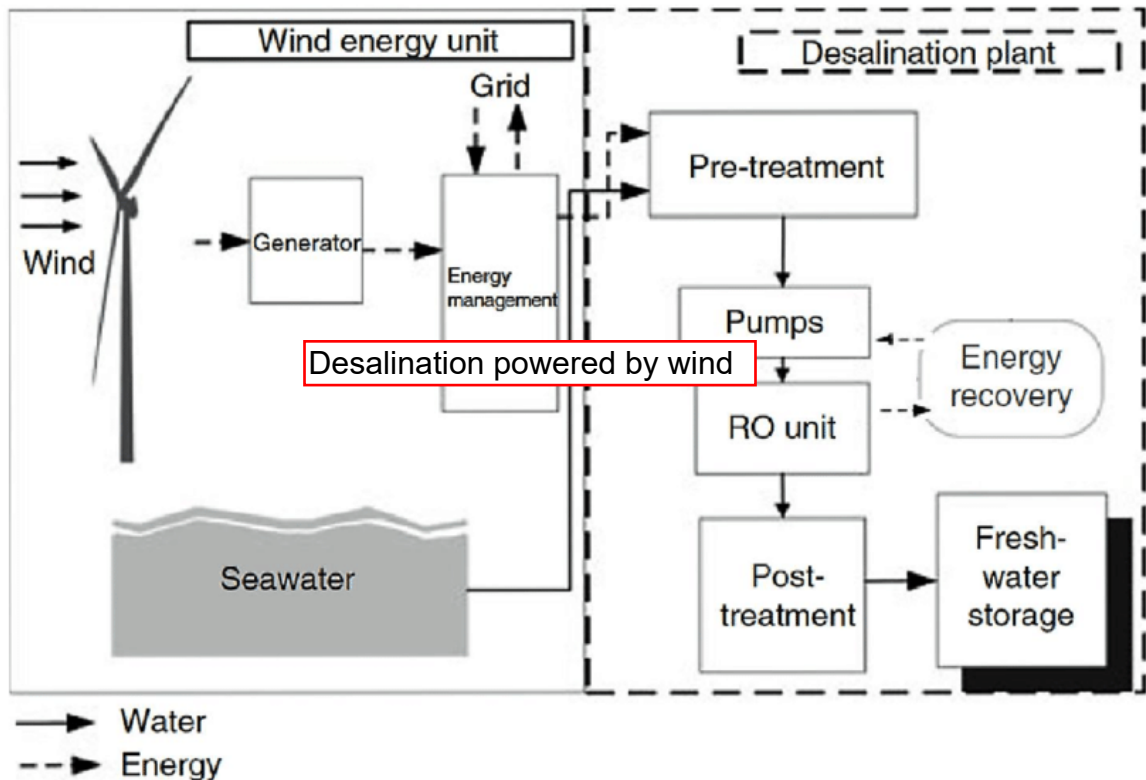 Wind energy unit
Desalination plant
Grid
Wind
Generator
Energy
management
Pre-treatment
Pumps
Energy
recovery
Desalination powered by wind
RO unit
Seawater
Post-
treatment
Fresh-
water
storage
Water
Energy